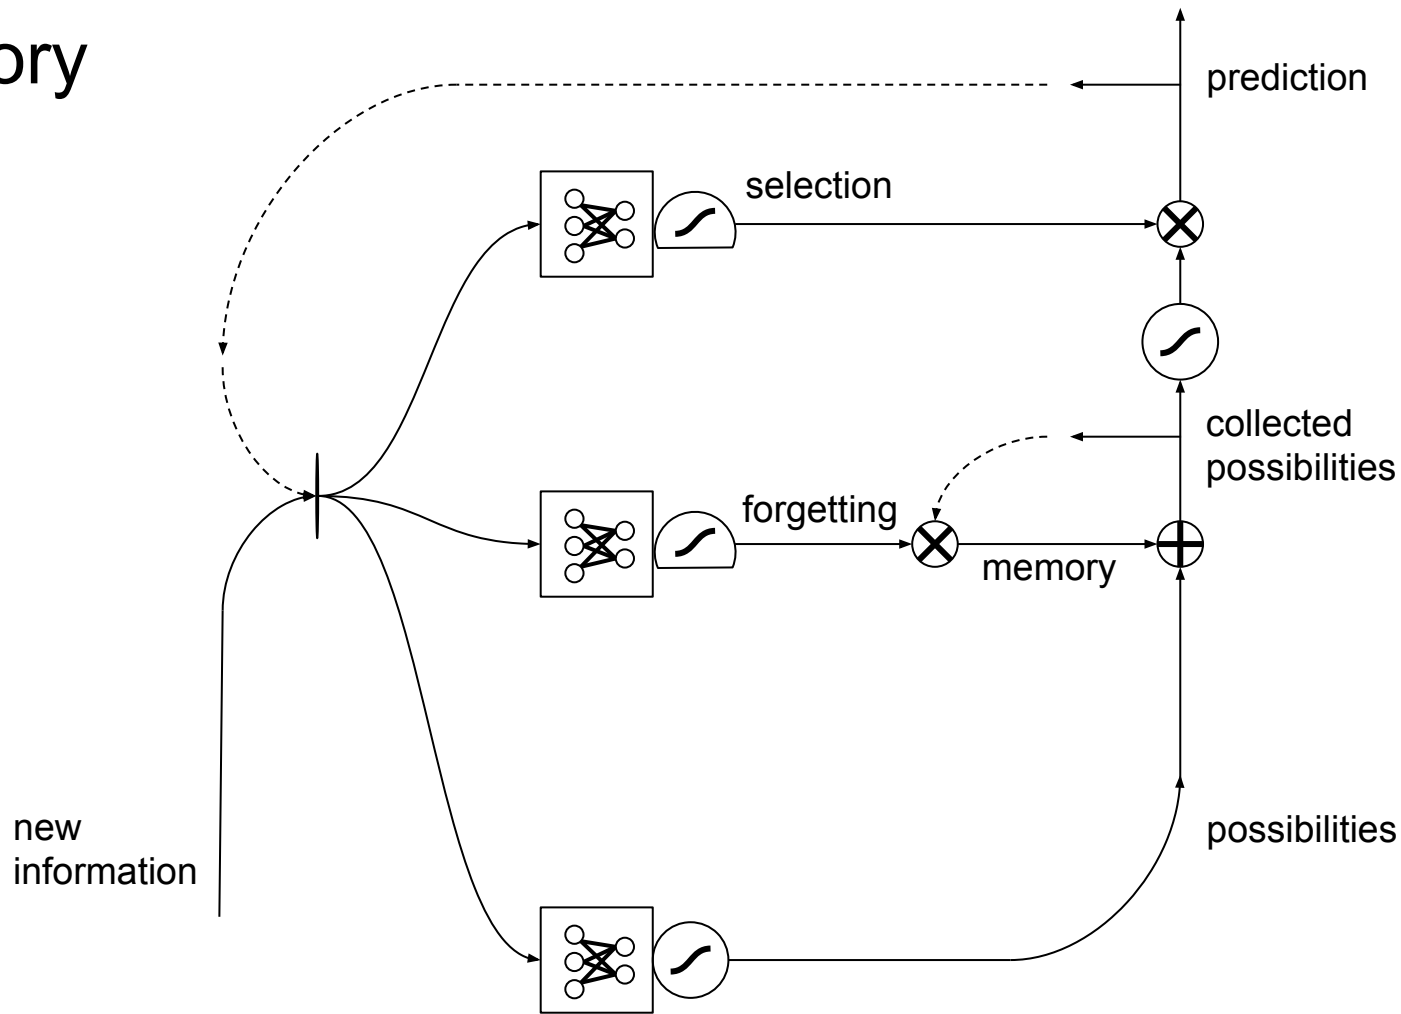 ory
prediction
selection
collected
possibilities
forgetting
memory
new
information
possibilities